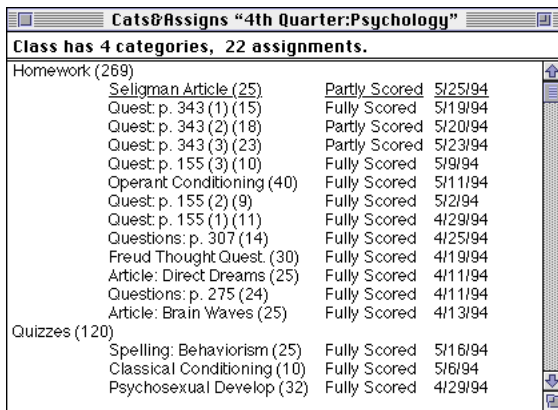 Cats&Assigns “4th Quarter:Psychology”
Class has 4 categories, 22 assignments.
Homework (269)
Seligman Article (25) Partly Scored 5/25/94
Quest: p. 343 (1) (15) Fully Scored 5/19/94
Quest: p. 343 (2) (18) Partly Scored 5/20/94
Quest: p. 343 (3) (23) Partly Scored 5/23/94
Quest: p. 155 (3) (10) Fully Scored 5/9/94
Operant Conditioning (40) Fully Scored 5/11/94
Quest: p. 155 (2) (9) Fully Scored 5/2/94
Quest: p. 155 (1) (11) Fully Scored 4/29/94
Questions: p. 307 (14) Fully Scored 4/25/94
Freud Thought Quest. (30) Fully Scored 4/19/94
Article: Direct Dreams (25) Fully Scored 4/11/94
Questions: p. 275 (24) Fully Scored 4/11/94
Article: Brain Waves (25) Fully Scored 4/13/94
Quizzes (120)
Spelling: Behaviorism (25) Fully Scored 5/16/94
Classical Conditioning (10) Fully Scored 5/6/94
Psychosexual Develop (32) Fully Scored 4/29/94